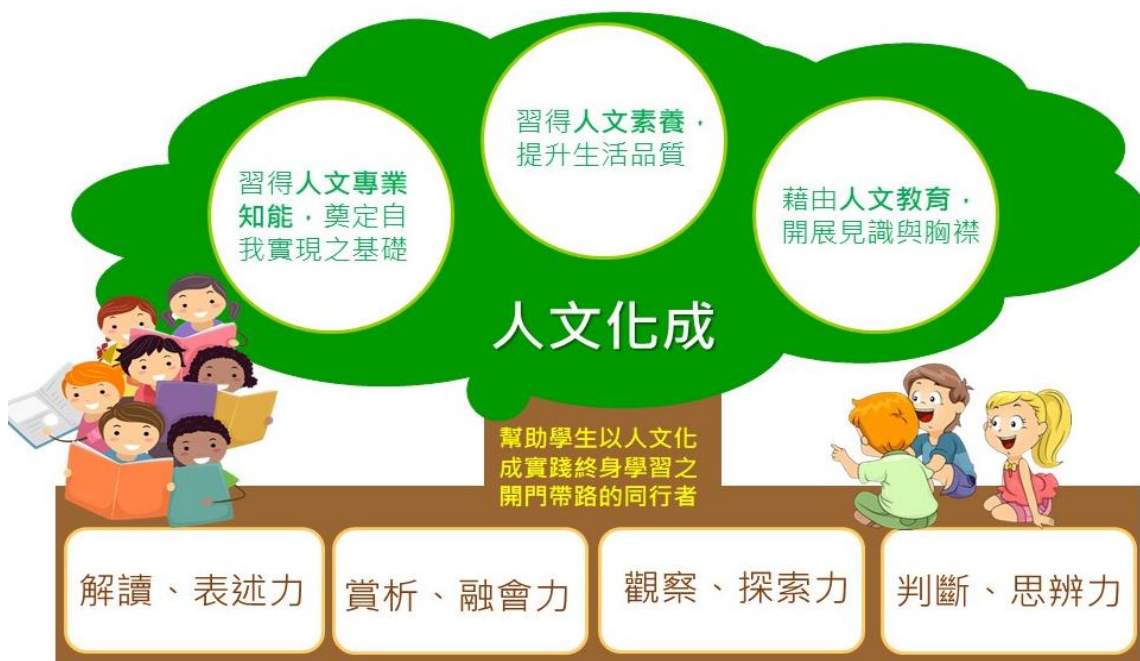 習得人文專業
知能，奠定自
我實現之基礎
習得人文素養，
提升生活品質
藉由人文教育，
開展見識與胸襟
人文化成
幫助學生以人文化
成實踐終身學習之
開門帶路的同行者
解讀、表述力
賞析、融會力
觀察、探索力
判斷、思辨力